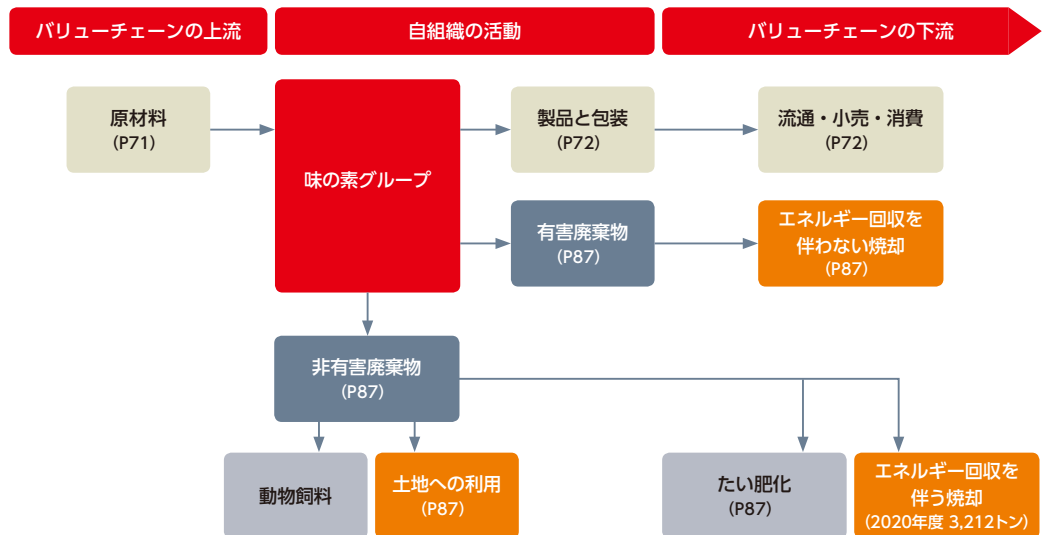 バリューチェーンの上流
自組織の活動
バリューチェーンの下流
原材料
(P71)
味の素グループ
製品と包装
(P72)
流通・小売・消費
(P72)
有害廃棄物
(P87)
エネルギー回収を
伴わない焼却
(P87)
非有害廃棄物
(P87)
動物飼料
土地への利用
(P87)
たい肥化
(P87)
エネルギー回収を
伴う焼却
(2020年度 3,212トン)